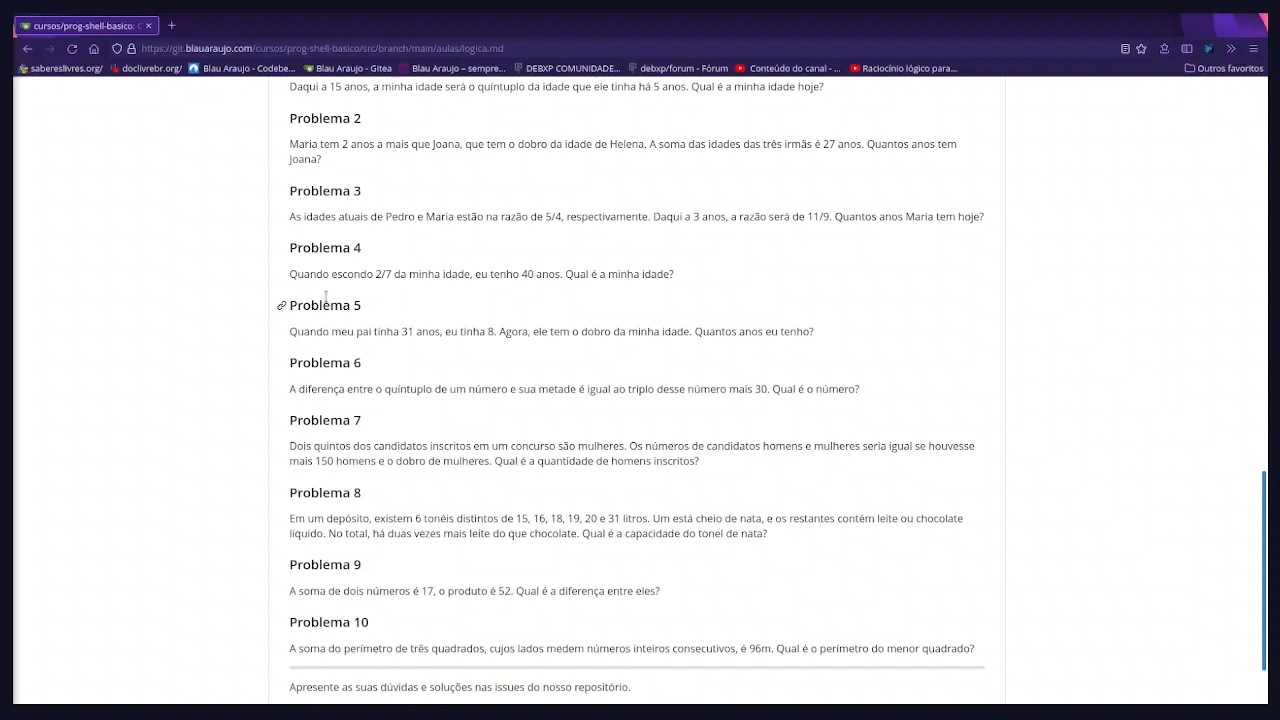 cursos/prog-shell-basico: C
https://git.blauaraujo.com/cursos/prog-shell-basico/src/branch/main/aulas/logica.md
sabereslivres.org/
doclivrebr.org/
Blau Araujo - Codebe...
Blau Araujo - Gitea
Blau Araujo – sempre...
DEBXP COMUNIDADE...
debxp/forum - Fórum
Conteúdo do canal - ...
Raciocínio lógico para...
Outros favoritos
Daqui a 15 anos, a minha idade será o quíntuplo da idade que ele tinha há 5 anos. Qual é a minha idade hoje?
Problema 2
Maria tem 2 anos a mais que Joana, que tem o dobro da idade de Helena. A soma das idades das três irmãs é 27 anos. Quantos anos tem
Joana?
Problema 3
As idades atuais de Pedro e Maria estão na razão de 5/4, respectivamente. Daqui a 3 anos, a razão será de 11/9. Quantos anos Maria tem hoje?
Problema 4
Quando escondo 2/7 da minha idade, eu tenho 40 anos. Qual é a minha idade?
Problema 5
Quando meu pai tinha 31 anos, eu tinha 8. Agora, ele tem o dobro da minha idade. Quantos anos eu tenho?
Problema 6
A diferença entre o quíntuplo de um número e sua metade é igual ao triplo desse número mais 30. Qual é o número?
Problema 7
Dois quintos dos candidatos inscritos em um concurso são mulheres. Os números de candidatos homens e mulheres seria igual se houvesse
mais 150 homens e o dobro de mulheres. Qual é a quantidade de homens inscritos?
Problema 8
Em um depósito, existem 6 tonéis distintos de 15, 16, 18, 19, 20 e 31 litros. Um está cheio de nata, e os restantes contém leite ou chocolate
líquido. No total, há duas vezes mais leite do que chocolate. Qual é a capacidade do tonel de nata?
Problema 9
A soma de dois números é 17, o produto é 52. Qual é a diferença entre eles?
Problema 10
A soma do perímetro de três quadrados, cujos lados medem números inteiros consecutivos, é 96m. Qual é o perímetro do menor quadrado?
Apresente as suas dúvidas e soluções nas issues do nosso repositório.